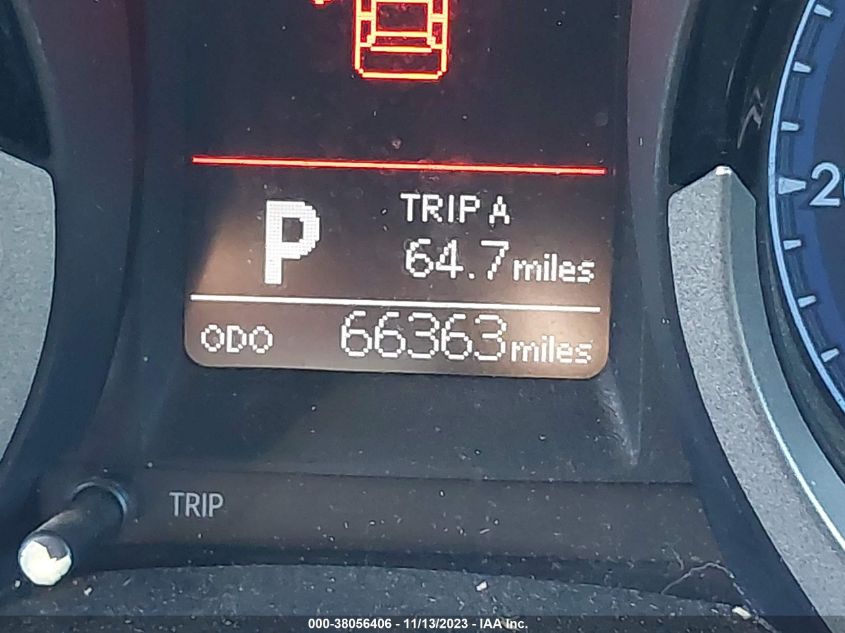 P
TRIP A
64.7 miles
ODO 66363 miles
TRIP
000-38056406 - 11/13/2023 - IAA Inc.